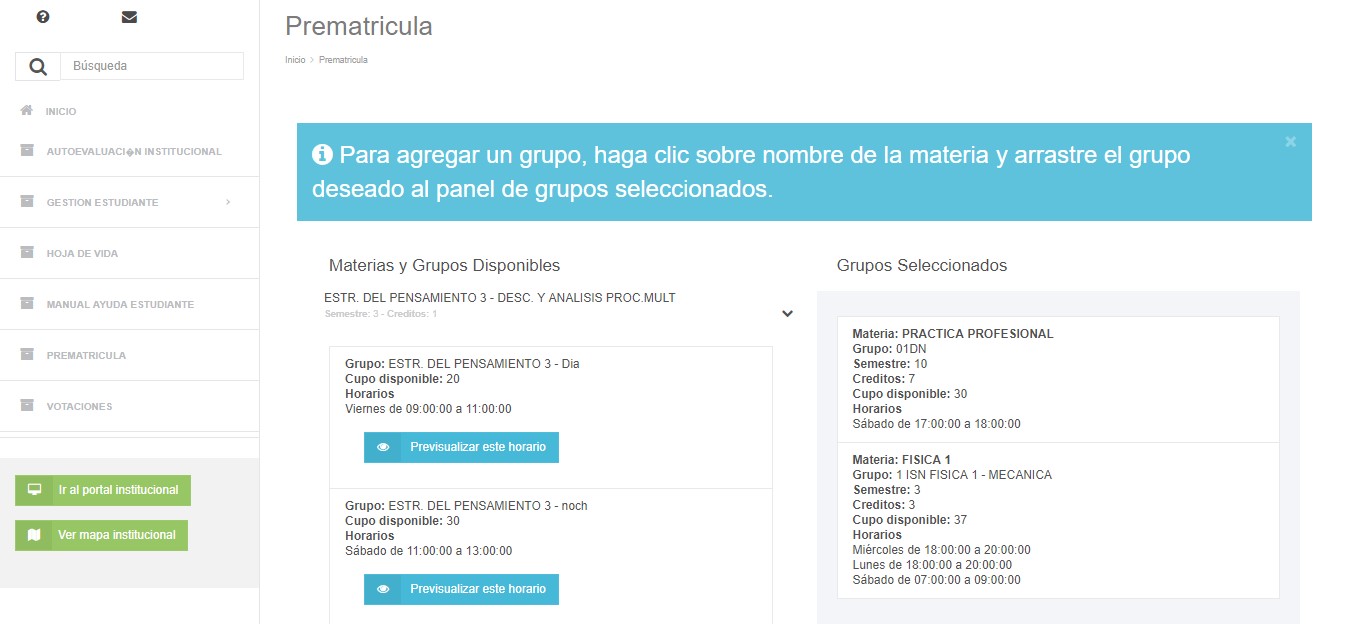 Prematricula
Inicio > Prematricula
Búsqueda
INICIO
AUTOEVALUACI�N INSTITUCIONAL
GESTION ESTUDIANTE
HOJA DE VIDA
MANUAL AYUDA ESTUDIANTE
PREMATRICULA
VOTACIONES
Ir al portal institucional
Ver mapa institucional
Para agregar un grupo, haga clic sobre nombre de la materia y arrastre el grupo
deseado al panel de grupos seleccionados.
×
Materias y Grupos Disponibles
ESTR. DEL PENSAMIENTO 3 - DESC. Y ANALISIS PROC.MULT
Semestre: 3 - Creditos: 1
Grupo: ESTR. DEL PENSAMIENTO 3 - Dia
Cupo disponible: 20
Horarios
Viernes de 09:00:00 a 11:00:00
Previsualizar este horario
Grupo: ESTR. DEL PENSAMIENTO 3 - noch
Cupo disponible: 30
Horarios
Sábado de 11:00:00 a 13:00:00
Previsualizar este horario
Grupos Seleccionados
Materia: PRACTICA PROFESIONAL
Grupo: 01DN
Semestre: 10
Creditos: 7
Cupo disponible: 30
Horarios
Sábado de 17:00:00 a 18:00:00
Materia: FISICA 1
Grupo: 1 ISN FISICA 1 - MECANICA
Semestre: 3
Creditos: 3
Cupo disponible: 37
Horarios
Miércoles de 18:00:00 a 20:00:00
Lunes de 18:00:00 a 20:00:00
Sábado de 07:00:00 a 09:00:00